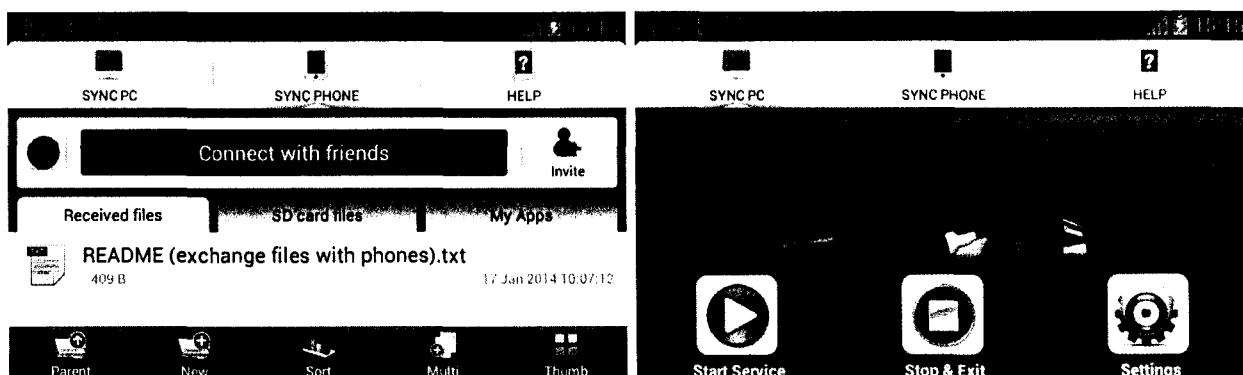 SYNC PC SYNC PHONE HELP
Connect with friends
Invite
Received files SD card files My Apps
README (exchange files with phones).txt
409 B 17 Jan 2014 10:07:12
Parent New Sort Multi Thumb
SYNC PC SYNC PHONE HELP
Start Service Stop & Exit Settings